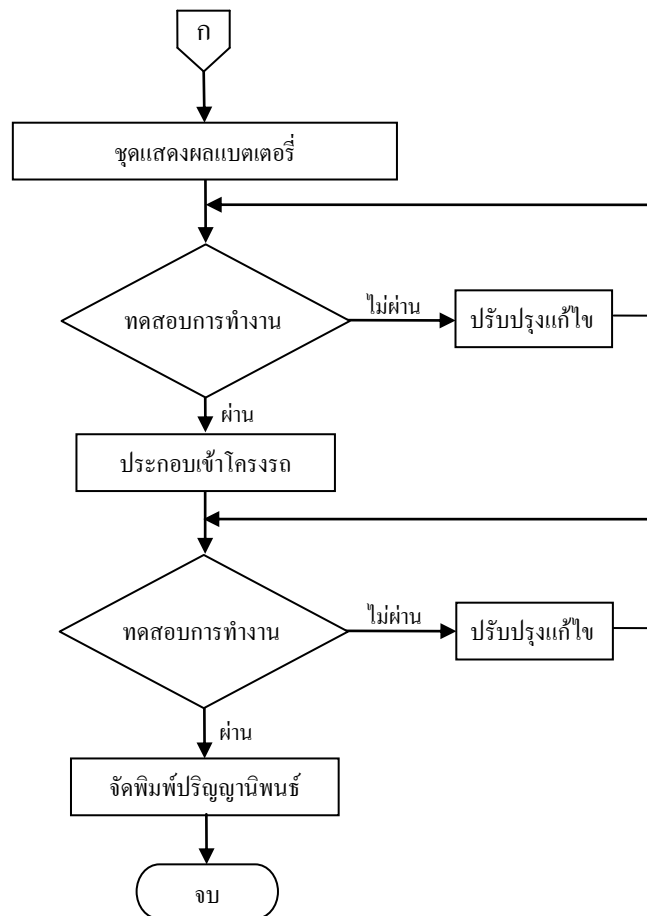 ก
ชุดแสดงผลแบตเตอรี่
ทดสอบการทำงาน
ไม่ผ่าน
ปรับปรุงแก้ไข
ผ่าน
ประกอบเข้าโครงรถ
ทดสอบการทำงาน
ไม่ผ่าน
ปรับปรุงแก้ไข
ผ่าน
จัดพิมพ์ปริญญานิพนธ์
จบ